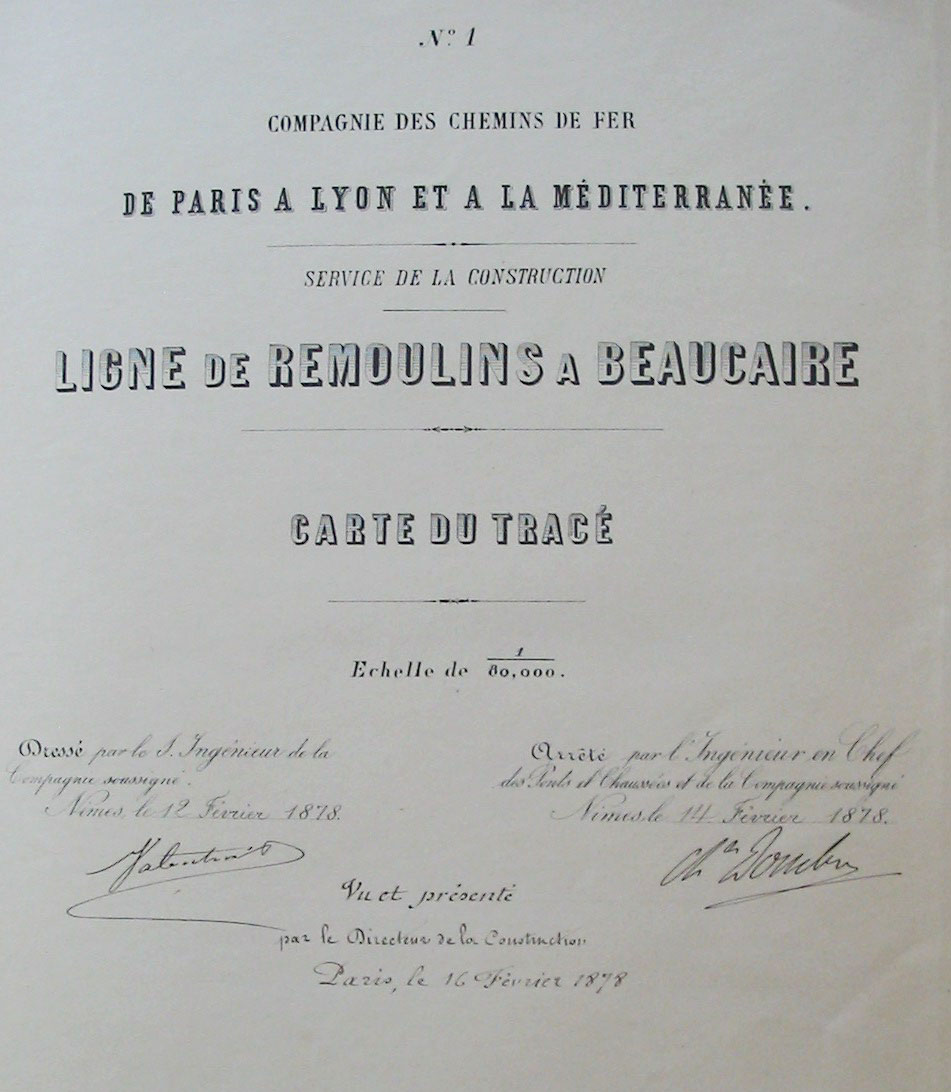 N.º 1
COMPAGNIE DES CHEMINS DE FER
DE PARIS A LYON ET A LA MÉDITERRANÉE.
SERVICE DE LA CONSTRUCTION
LIGNE DE REMOULINS A BEAUCAIRE
CARTE DU TRACÉ
Echelle de 1/80,000.
Dressé par le S. Ingénieur de la
Compagnie soussigné.
Nîmes, le 12 Février 1878.
Arrêté par l'Ingénieur en Chef
des Ponts et Chaussées et de la Compagnie soussigné
Nîmes, le 14 Février 1878.
Vu et présenté
par le Directeur de la Construction
Paris, le 16 Février 1878